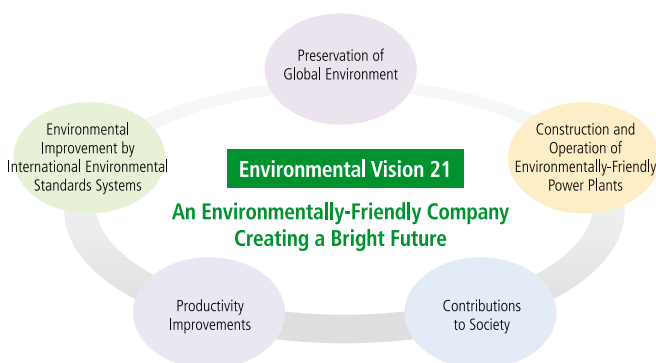 Preservation of
Global Environment
Environmental
Improvement by
International Environmental
Standards Systems
Construction and
Operation of
Environmentally-Friendly
Power Plants
Environmental Vision 21
An Environmentally-Friendly Company
Creating a Bright Future
Productivity
Improvements
Contributions
to Society